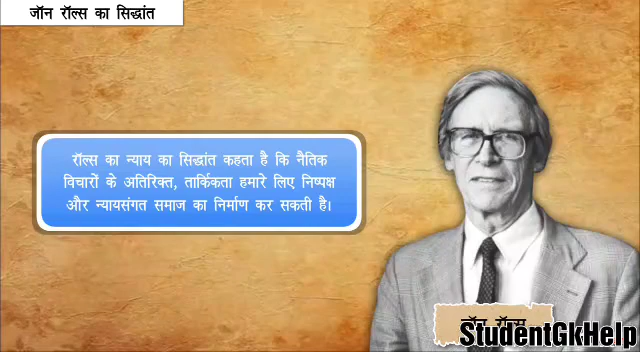 जॉन रॉल्स का सिद्धांत
रॉल्स का न्याय का सिद्धांत कहता है कि नैतिक
विचारों के अतिरिक्त, तार्किकता हमारे लिए निष्पक्ष
और न्यायसंगत समाज का निर्माण कर सकती है।
जॉन रॉल्स
StudentGkHelp